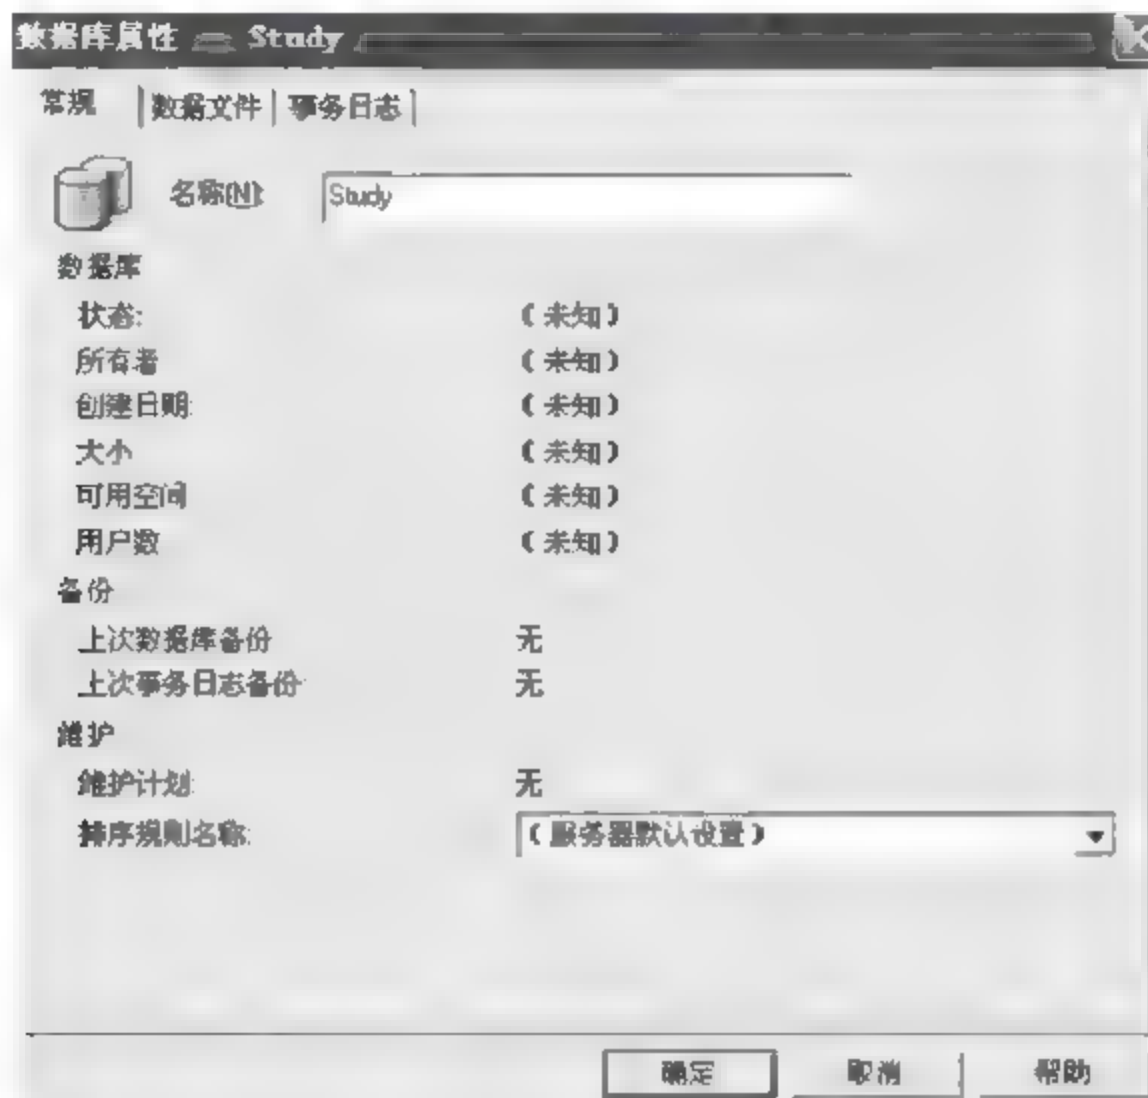 数据库属性 - Study
常规 数据文件 事务日志
名称(N): Study
数据库
状态: (未知)
所有者 (未知)
创建日期: (未知)
大小 (未知)
可用空间 (未知)
用户数 (未知)
备份
上次数据库备份 无
上次事务日志备份: 无
维护
维护计划: 无
排序规则名称: (服务器默认设置)
确定 取消 帮助